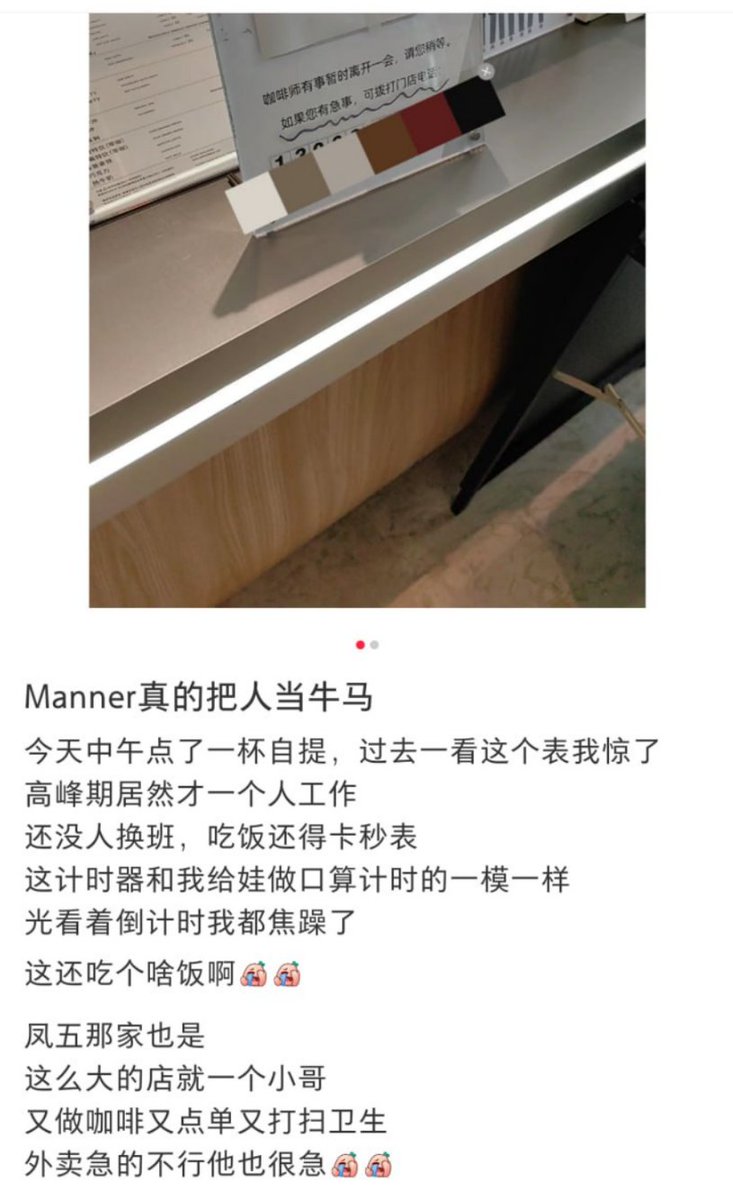 咖啡师有事暂时离开一会，请您稍等。
如果您有急事，可拨打门店电话:
Manner真的把人当牛马
今天中午点了一杯自提，过去一看这个表我惊了
高峰期居然才一个人工作
还没人换班，吃饭还得卡秒表
这计时器和我给娃做口算计时的一模一样
光看着倒计时我都焦躁了
这还吃个啥饭啊
凤五那家也是
这么大的店就一个小哥
又做咖啡又点单又打扫卫生
外卖急的不行他也很急